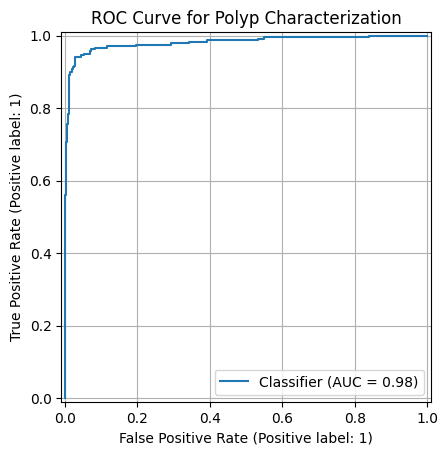 ROC Curve for Polyp Characterization
True Positive Rate (Positive label: 1)
1.0
0.8
0.6
0.4
0.2
0.0
Classifier (AUC = 0.98)
0.0 0.2 0.4 0.6 0.8 1.0
False Positive Rate (Positive label: 1)